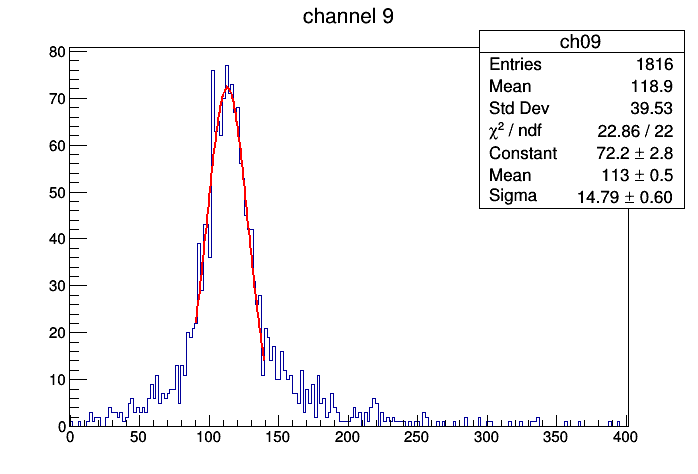 channel 9
ch09
Entries 1816
Mean 118.9
Std Dev 39.53
χ² / ndf 22.86 / 22
Constant 72.2 ± 2.8
Mean 113 ± 0.5
Sigma 14.79 ± 0.60
80
70
60
50
40
30
20
10
0
0 50 100 150 200 250 300 350 400